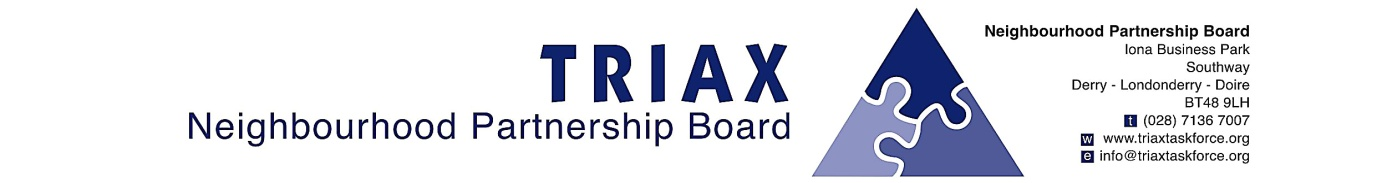 TRIAX
Neighbourhood Partnership Board
Neighbourhood Partnership Board
Iona Business Park
Southway
Derry - Londonderry - Doire
BT48 9LH
t (028) 7136 7007
w www.triaxtaskforce.org
e info@triaxtaskforce.org